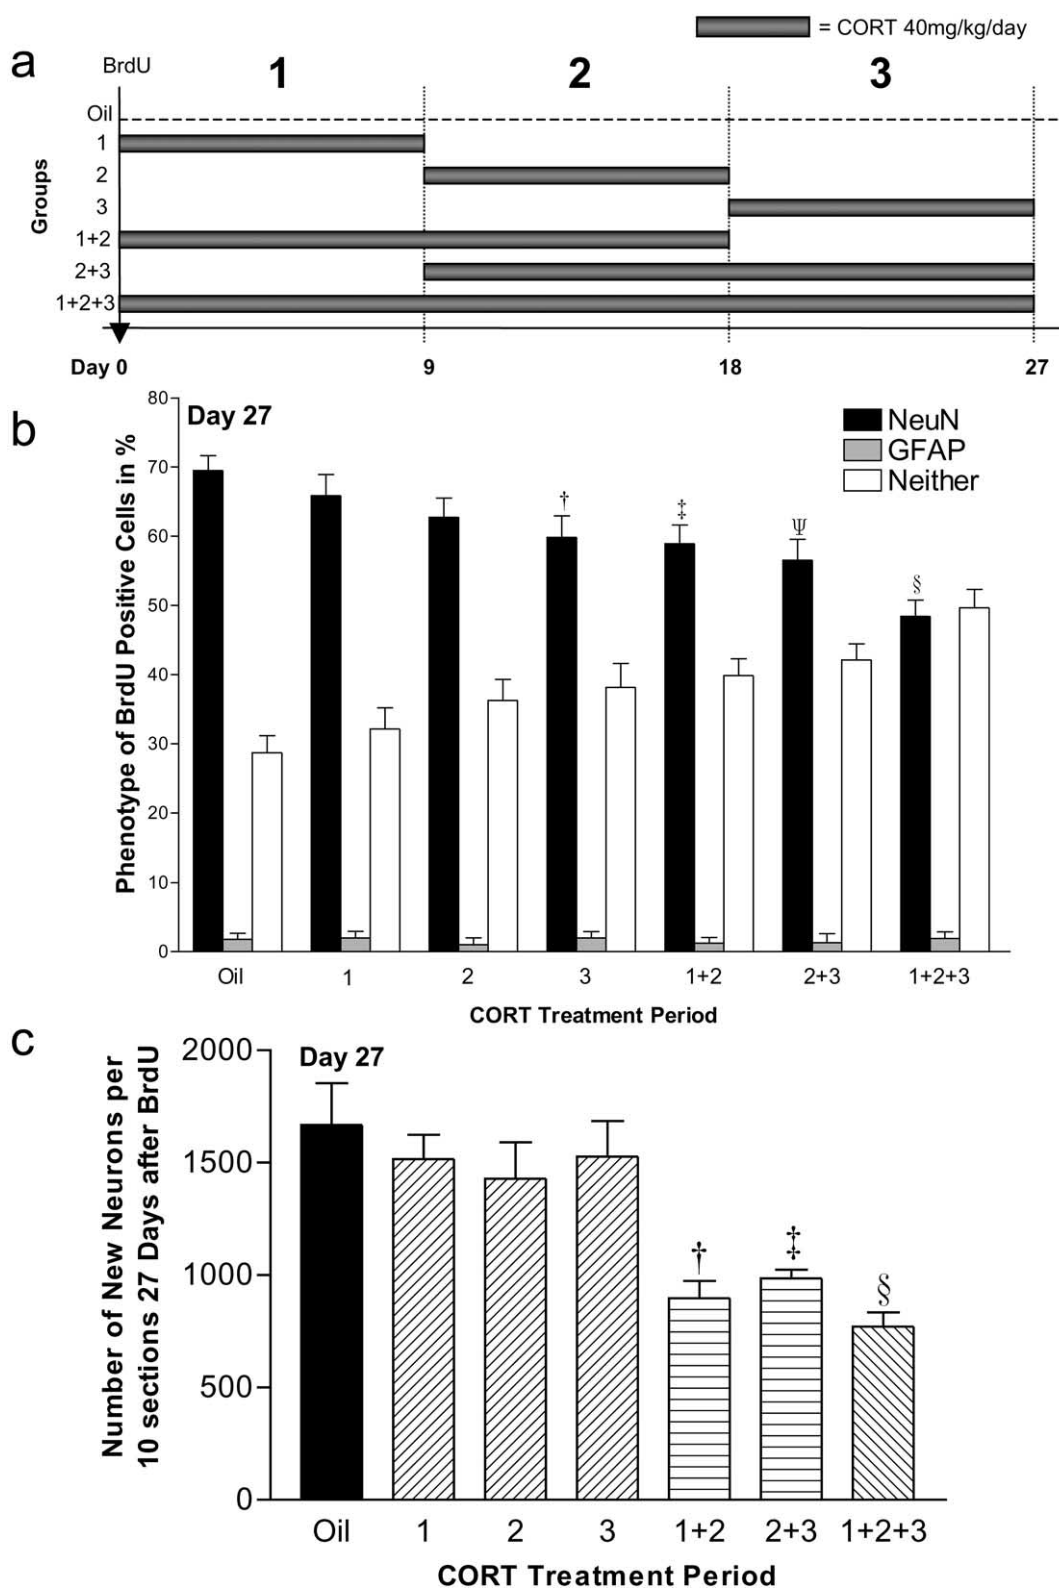 = CORT 40mg/kg/day
a
BrdU
1 2 3
Groups
Oil
1
2
3
1+2
2+3
1+2+3
Day 0 9 18 27
b
Day 27
NeuN
GFAP
Neither
Phenotype of BrdU Positive Cells in %
80
70
60
50
40
30
20
10
0
† ‡ Ψ §
Oil 1 2 3 1+2 2+3 1+2+3
CORT Treatment Period
c
Day 27
Number of New Neurons per
10 sections 27 Days after BrdU
2000
1500
1000
500
0
† ‡ §
Oil 1 2 3 1+2 2+3 1+2+3
CORT Treatment Period